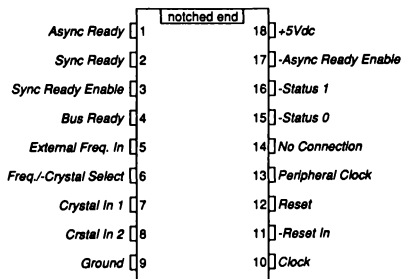 notched end
Async Ready 1 18 +5Vdc
Sync Ready 2 17 -Async Ready Enable
Sync Ready Enable 3 16 -Status 1
Bus Ready 4 15 -Status 0
External Freq. In 5 14 No Connection
Freq./-Crystal Select 6 13 Peripheral Clock
Crystal In 1 7 12 Reset
Crstal In 2 8 11 -Reset In
Ground 9 10 Clock